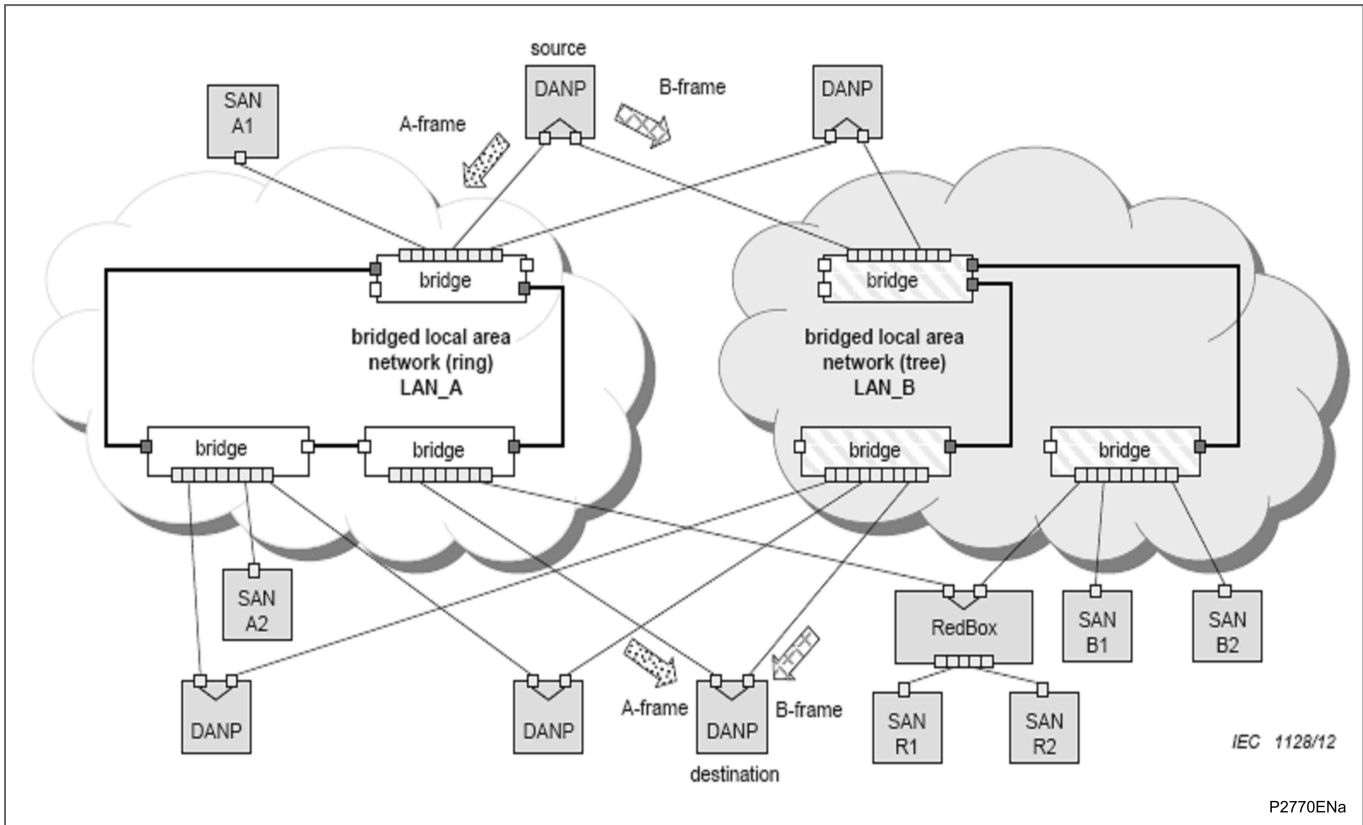 source
DANP
B-frame
DANP
SAN
A1
A-frame
bridge
bridge
bridged local area
network (ring)
LAN_A
bridged local area
network (tree)
LAN_B
bridge
bridge
bridge
bridge
SAN
A2
RedBox
SAN
B1
SAN
B2
DANP
DANP
A-frame
DANP
B-frame
SAN
R1
SAN
R2
destination
IEC 1128/12
P2770ENa